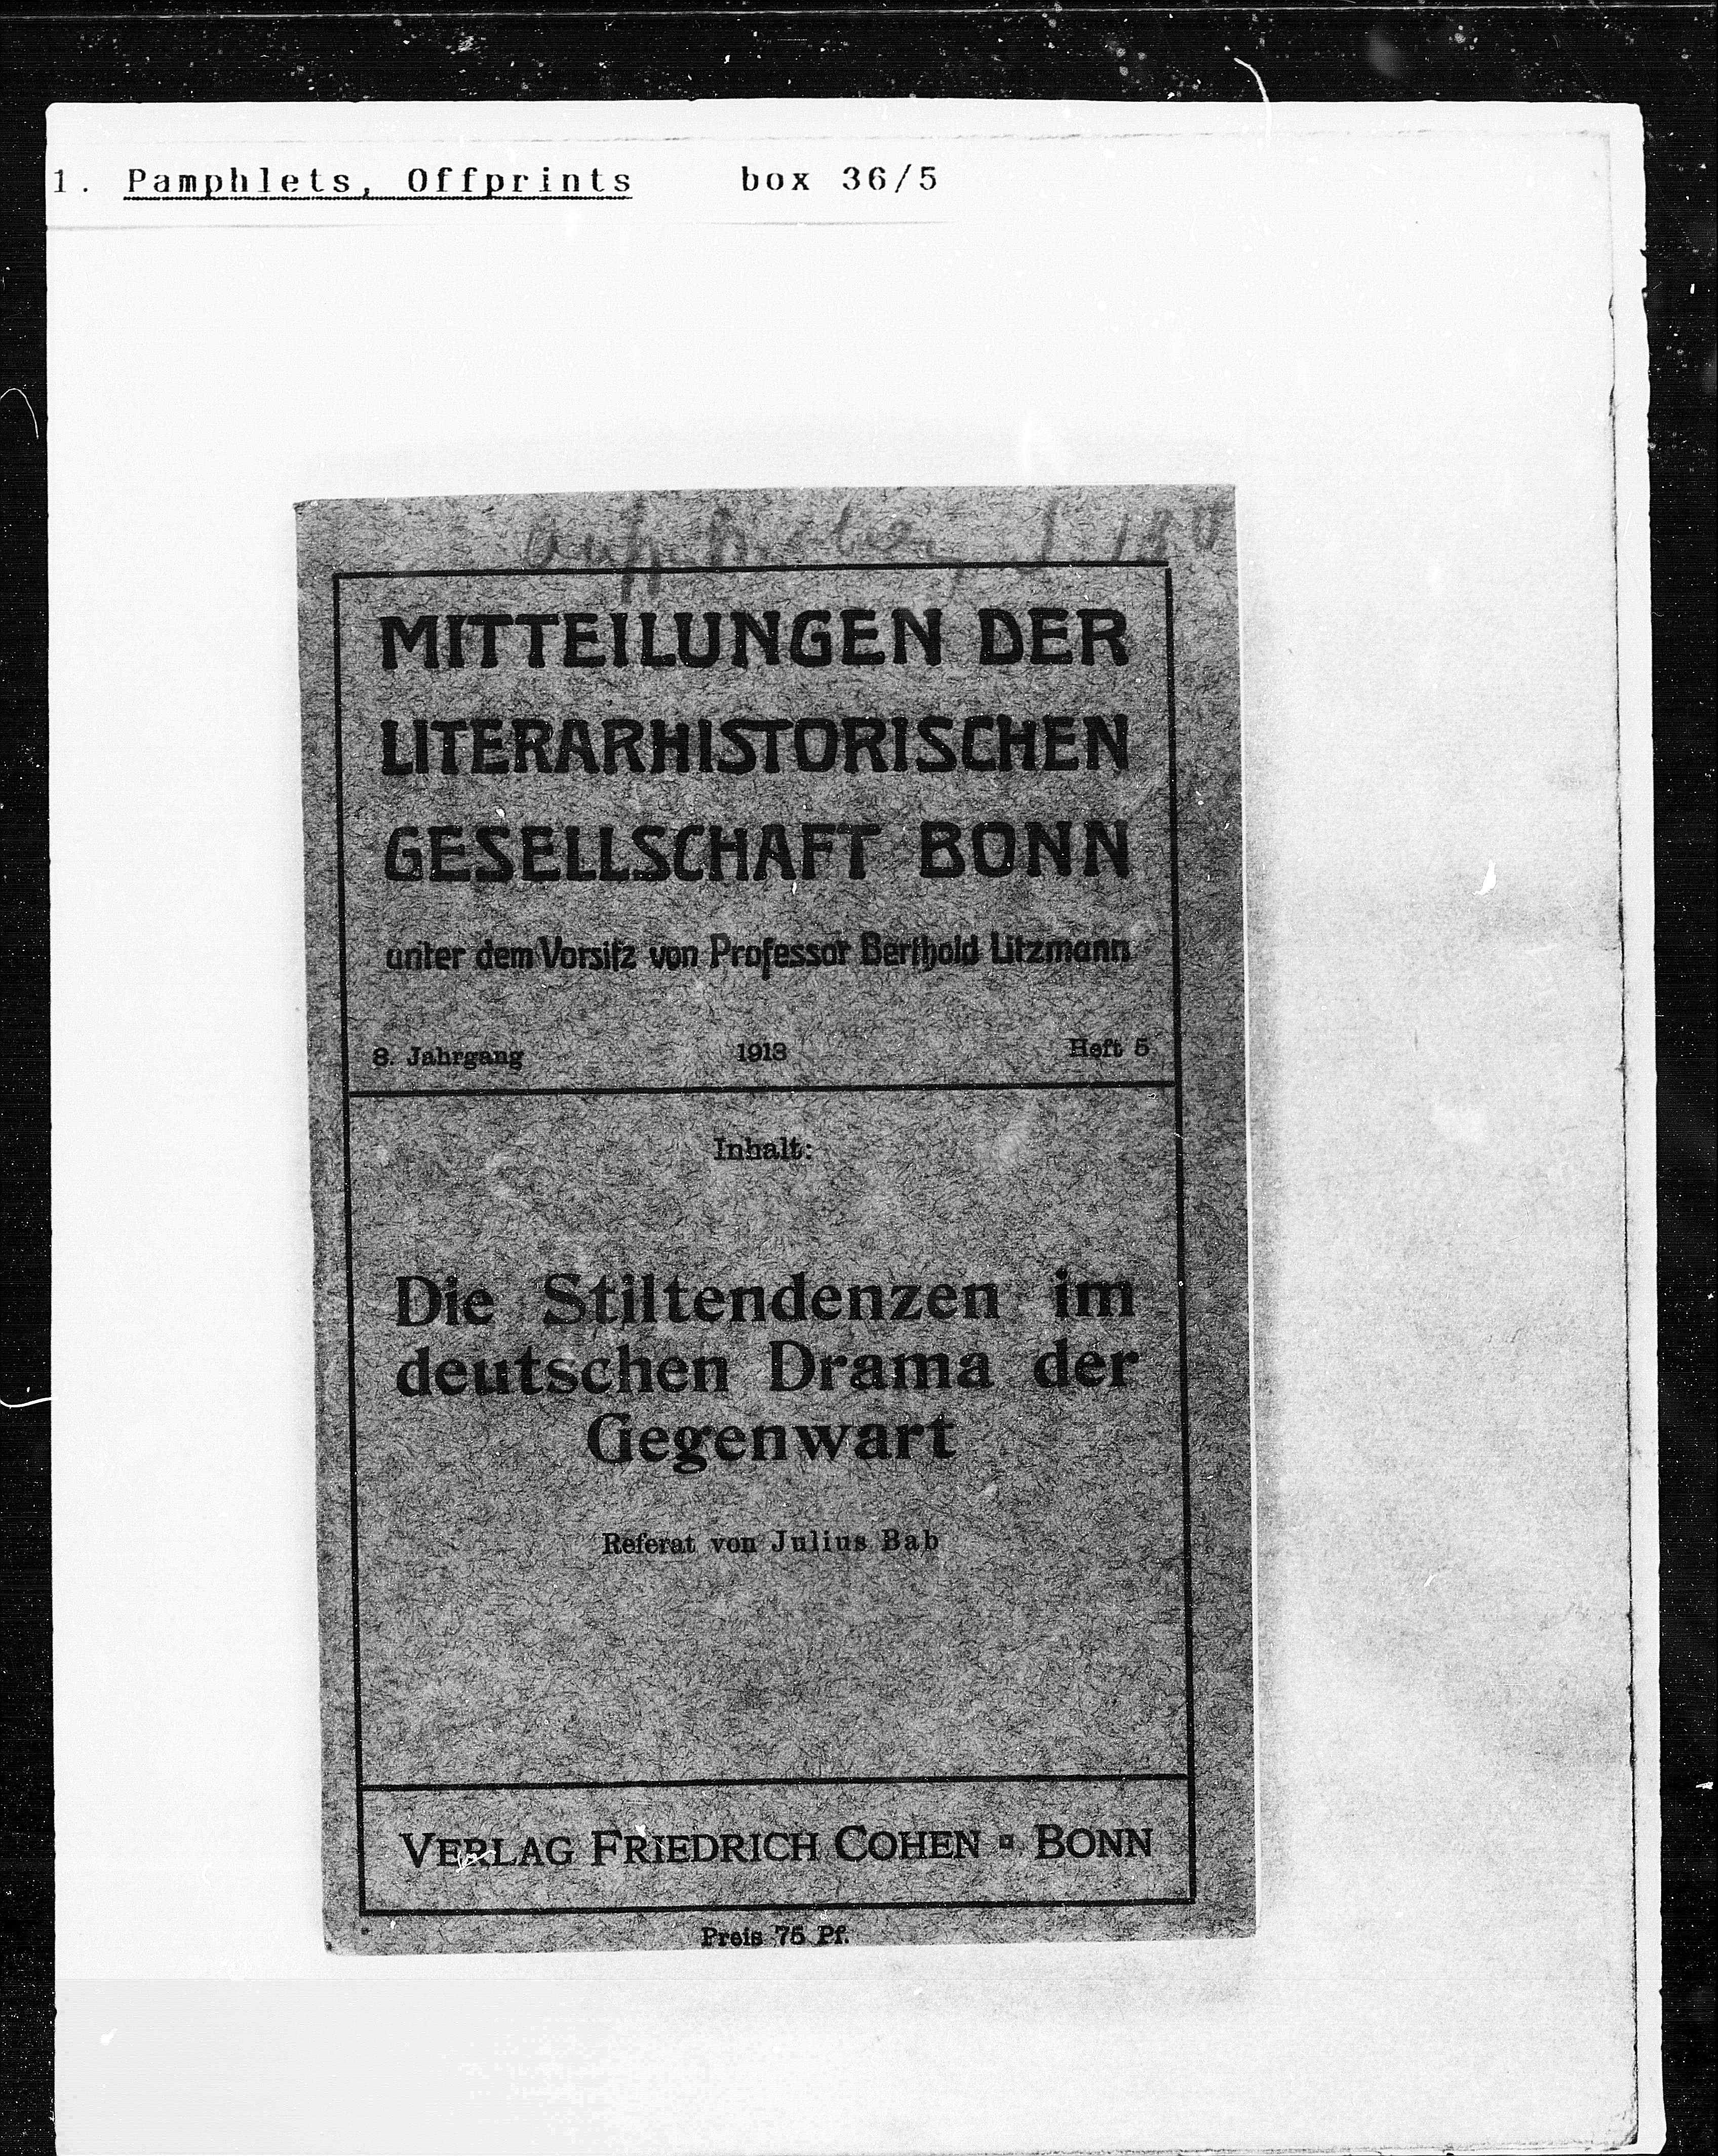 1. Pamphlets, Offprints box 36/5
MITTEILUNGEN DER
LITERARHISTORISCHEN
GESELLSCHAFT BONN
unter dem Vorsitz von Professor Berthold Litzmann
8. Jahrgang 1913 Heft 5
Inhalt:
Die Stiltendenzen im
deutschen Drama der
Gegenwart
Referat von Julius Bab
VERLAG FRIEDRICH COHEN ▫ BONN
Preis 75 Pf.